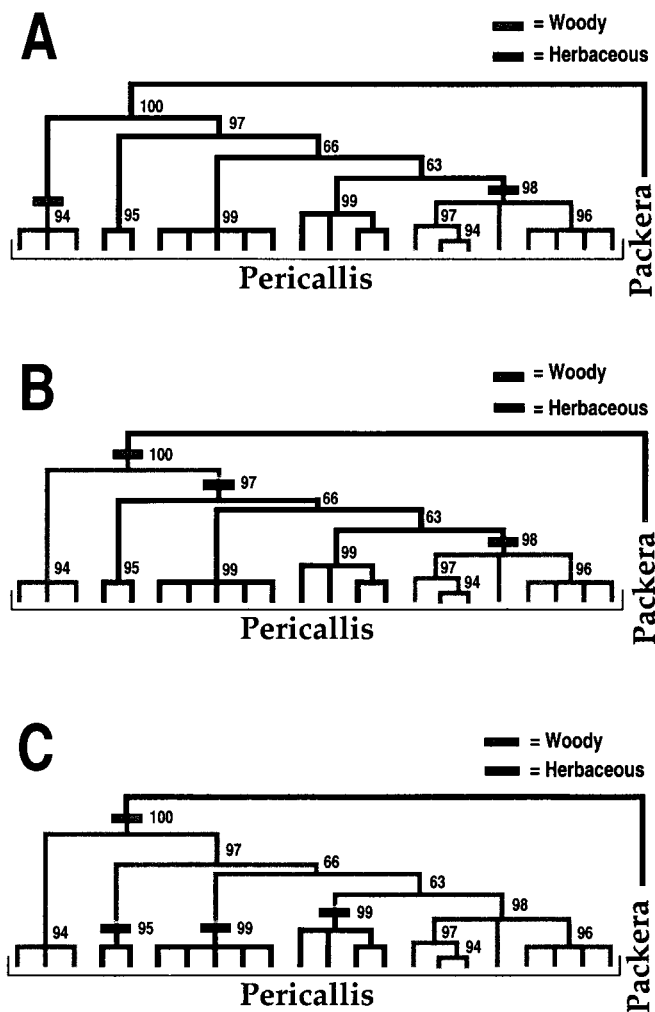 A
= Woody
= Herbaceous
100
97
66
63
98
94
95
99
99
97
94
96
Pericallis
Packera
B
= Woody
= Herbaceous
100
97
66
63
98
94
95
99
99
97
94
96
Pericallis
Packera
C
= Woody
= Herbaceous
100
97
66
63
98
94
95
99
99
97
94
96
Pericallis
Packera